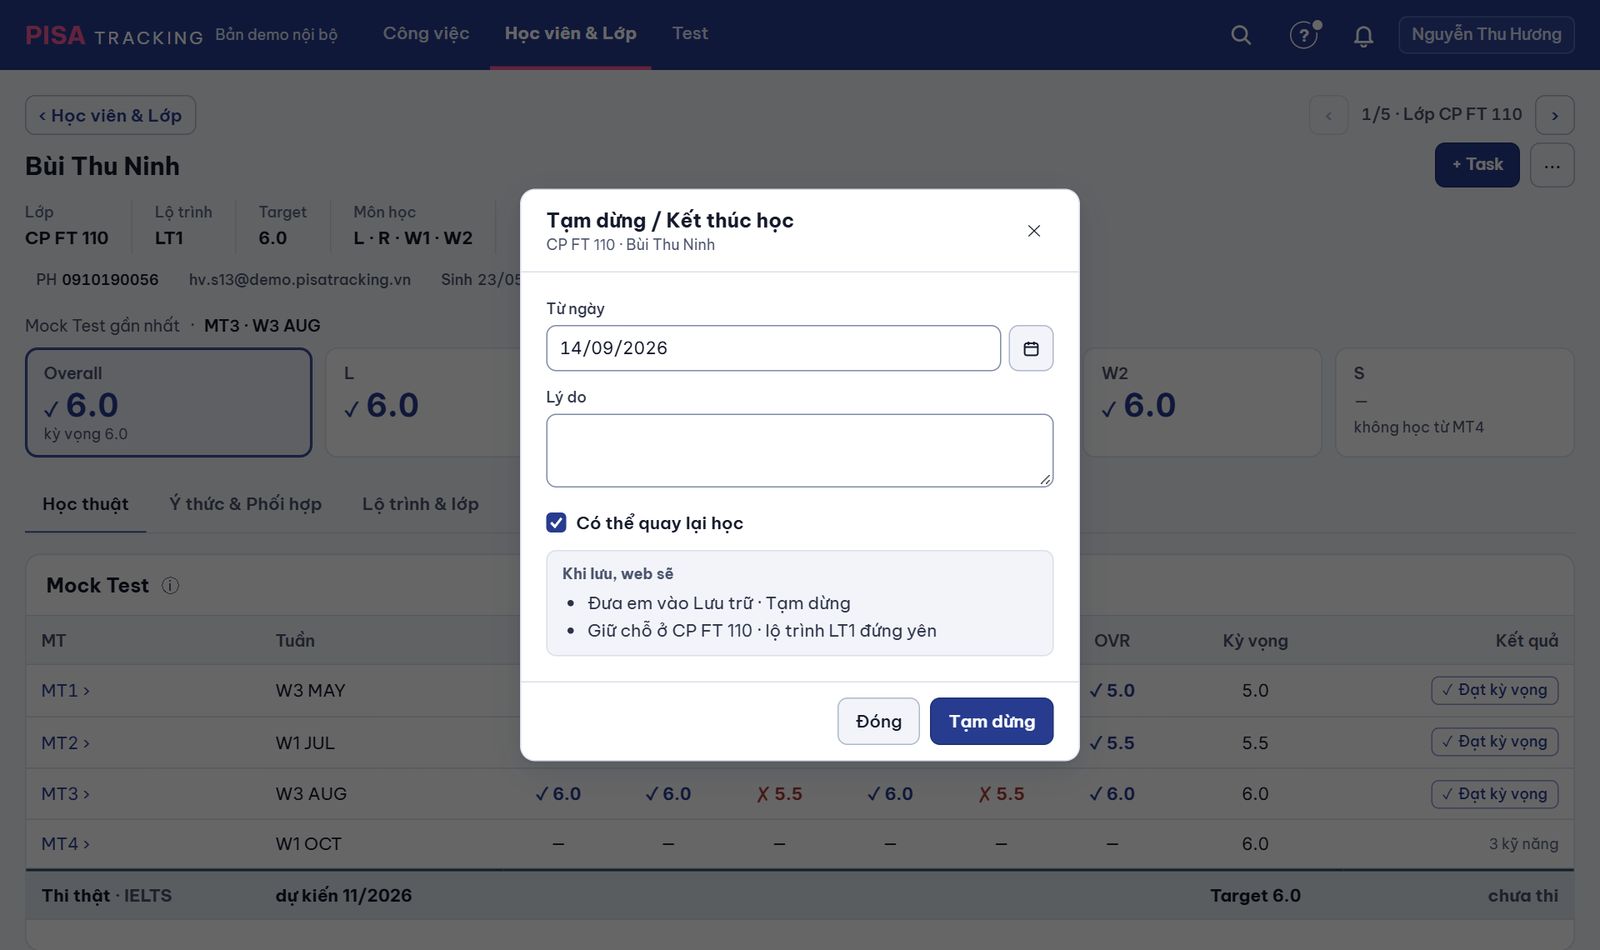 PISA TRACKING Bản demo nội bộ Công việc Học viên & Lớp Test ? Nguyễn Thu Hương
‹ Học viên & Lớp ‹ 1/5 · Lớp CP FT 110 ›
Bùi Thu Ninh + Task ...
Lớp Lộ trình Target Môn học
CP FT 110 LT1 6.0 L · R · W1 · W2
PH 0910190056 hv.s13@demo.pisatracking.vn Sinh 23/05
Mock Test gần nhất · MT3 · W3 AUG
Overall L W2 S
✓ 6.0 ✓ 6.0 ✓ 6.0 –
kỳ vọng 6.0 không học từ MT4
Học thuật Ý thức & Phối hợp Lộ trình & lớp
Mock Test ⓘ
MT Tuần OVR Kỳ vọng Kết quả
MT1 › W3 MAY ✓ 5.0 5.0 ✓ Đạt kỳ vọng
MT2 › W1 JUL ✓ 5.5 5.5 ✓ Đạt kỳ vọng
MT3 › W3 AUG ✓ 6.0 ✓ 6.0 ✗ 5.5 ✓ 6.0 ✗ 5.5 ✓ 6.0 6.0 ✓ Đạt kỳ vọng
MT4 › W1 OCT – – – – – – 6.0 3 kỹ năng
Thi thật · IELTS dự kiến 11/2026 Target 6.0 chưa thi
Tạm dừng / Kết thúc học ×
CP FT 110 · Bùi Thu Ninh
Từ ngày
14/09/2026
Lý do
Có thể quay lại học
Khi lưu, web sẽ
• Đưa em vào Lưu trữ · Tạm dừng
• Giữ chỗ ở CP FT 110 · lộ trình LT1 đứng yên
Đóng Tạm dừng